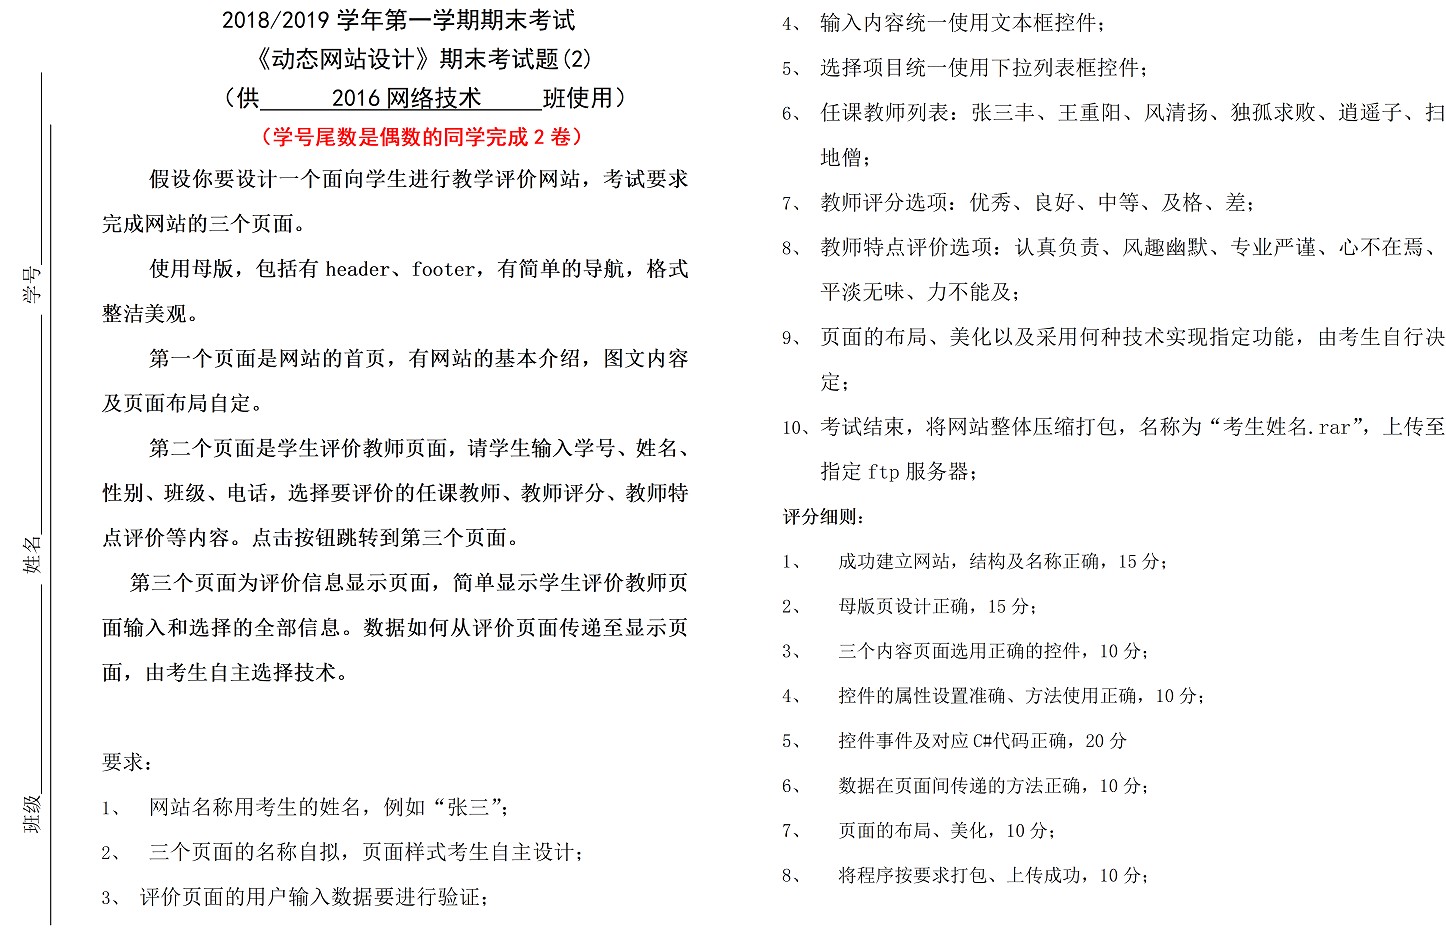 2018/2019 学年第一学期期末考试
《动态网站设计》期末考试题(2)
（供 2016 网络技术 班使用）
（学号尾数是偶数的同学完成 2 卷）
假设你要设计一个面向学生进行教学评价网站，考试要求
完成网站的三个页面。
使用母版，包括有 header、footer，有简单的导航，格式
整洁美观。
第一个页面是网站的首页，有网站的基本介绍，图文内容
及页面布局自定。
第二个页面是学生评价教师页面，请学生输入学号、姓名、
性别、班级、电话，选择要评价的任课教师、教师评分、教师特
点评价等内容。点击按钮跳转到第三个页面。
第三个页面为评价信息显示页面，简单显示学生评价教师页
面输入和选择的全部信息。数据如何从评价页面传递至显示页
面，由考生自主选择技术。
要求：
1、 网站名称用考生的姓名，例如“张三”；
2、 三个页面的名称自拟，页面样式考生自主设计；
3、 评价页面的用户输入数据要进行验证；
学号
姓名
班级
4、 输入内容统一使用文本框控件；
5、 选择项目统一使用下拉列表框控件；
6、 任课教师列表：张三丰、王重阳、风清扬、独孤求败、逍遥子、扫
地僧；
7、 教师评分选项：优秀、良好、中等、及格、差；
8、 教师特点评价选项：认真负责、风趣幽默、专业严谨、心不在焉、
平淡无味、力不能及；
9、 页面的布局、美化以及采用何种技术实现指定功能，由考生自行决
定；
10、考试结束，将网站整体压缩打包，名称为“考生姓名.rar”，上传至
指定 ftp 服务器；
评分细则：
1、 成功建立网站，结构及名称正确，15 分；
2、 母版页设计正确，15 分；
3、 三个内容页面选用正确的控件，10 分；
4、 控件的属性设置准确、方法使用正确，10 分；
5、 控件事件及对应 C#代码正确，20 分
6、 数据在页面间传递的方法正确，10 分；
7、 页面的布局、美化，10 分；
8、 将程序按要求打包、上传成功，10 分；